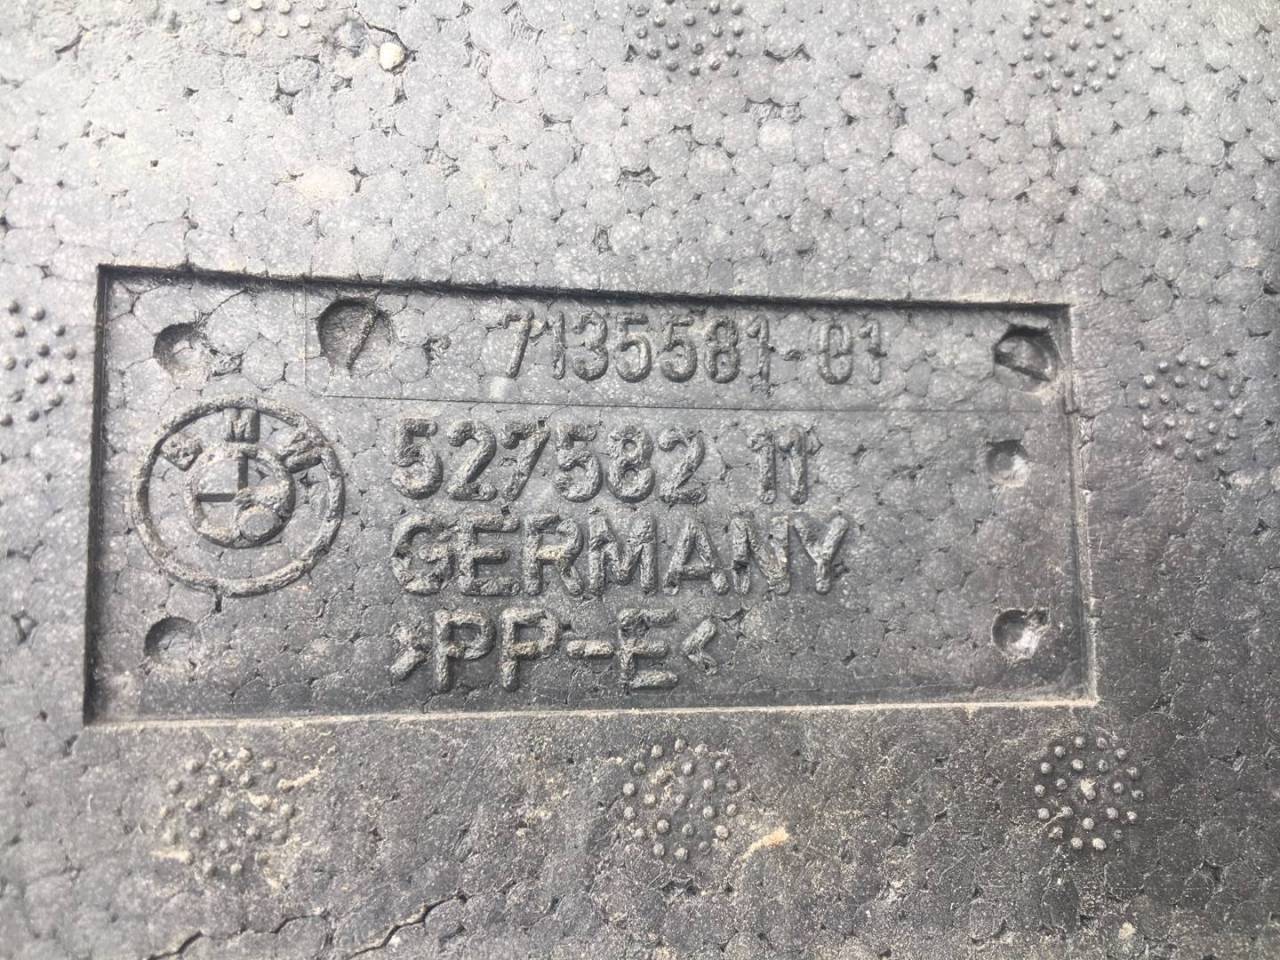 7135581-01
BMW
527582 11
GERMANY
>PP-E<